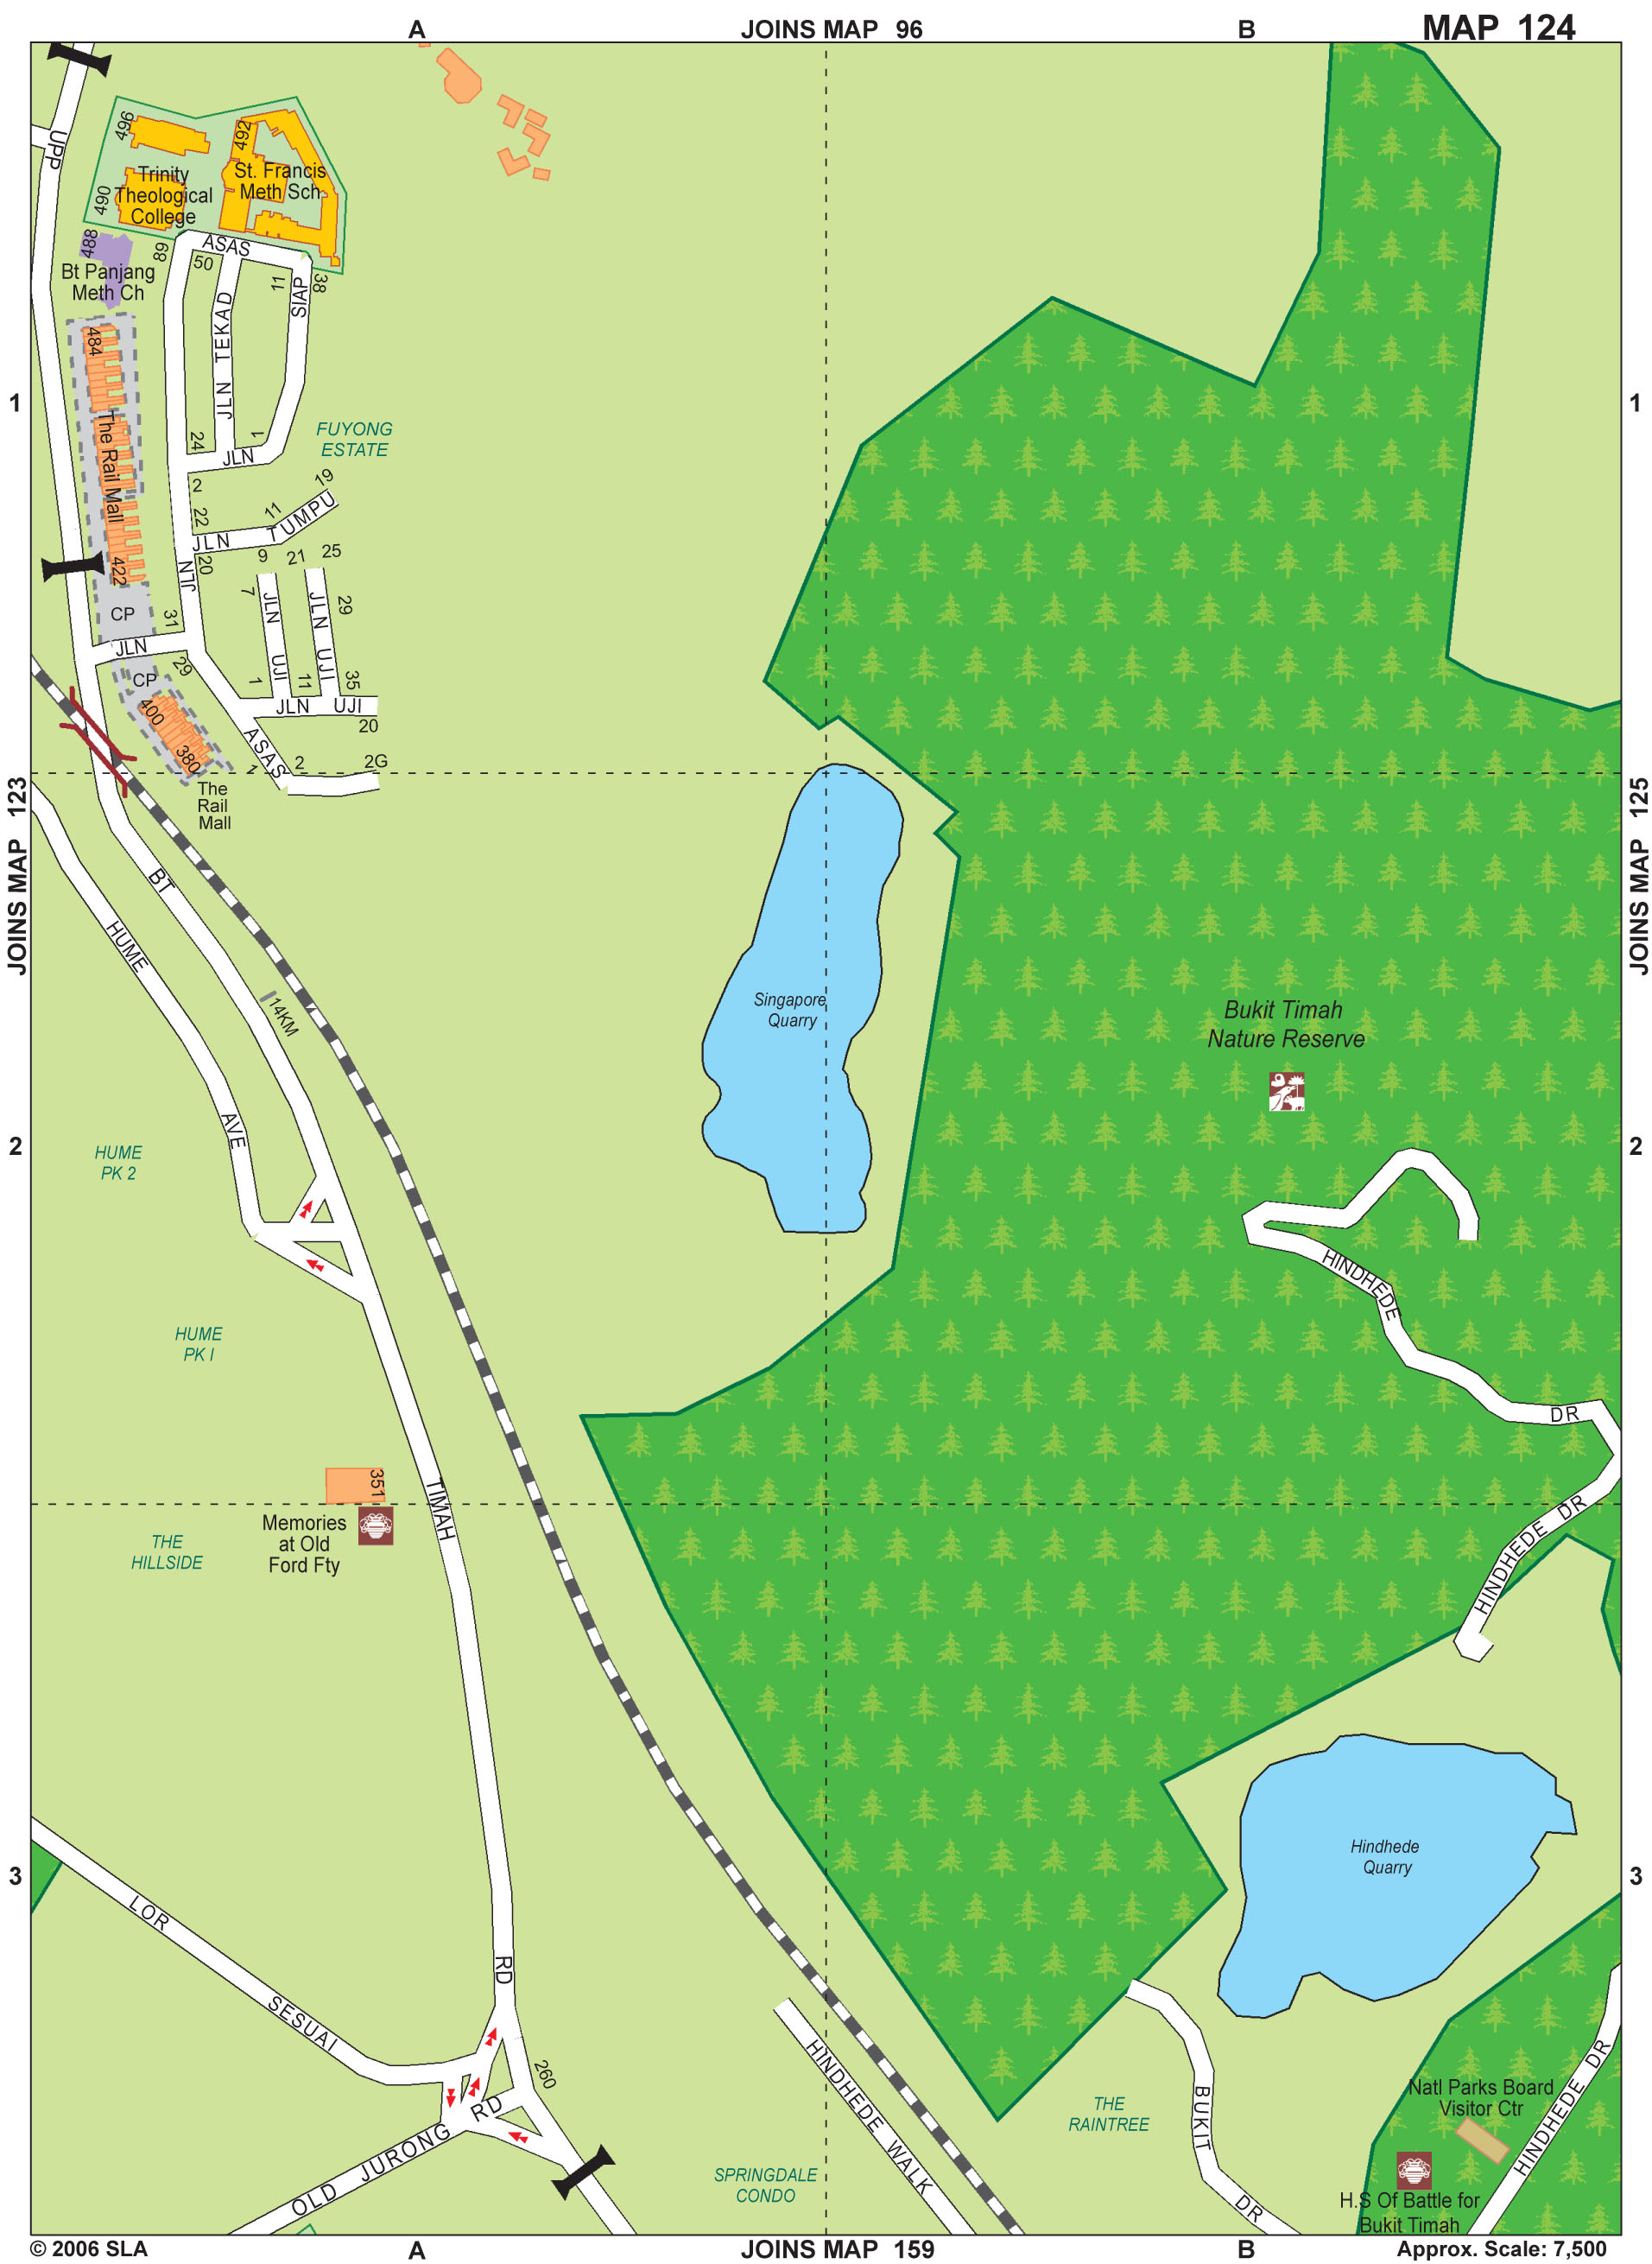 A
JOINS MAP 96
B
MAP 124
UPP
496
492
Trinity
Theological
College
St. Francis
Meth Sch
490
488
89
ASAS
50
11
SIAP
38
Bt Panjang
Meth Ch
484
JLN TEKAD
The Rail Mall
1
1
24
1
JLN
FUYONG
ESTATE
2
22
19
11
TUMPU
JLN
20
9
21
25
422
JLN
7
JLN UJI
JLN UJI
29
CP
31
JLN
29
CP
1
11
35
400
JLN UJI
20
380
ASAS
1
2
2G
The
Rail
Mall
JOINS MAP 123
JOINS MAP 125
BT
HUME
14KM
Singapore
Quarry
Bukit Timah
Nature Reserve
AVE
2
2
HUME
PK 2
HINDHEDE
HUME
PK I
DR
351
TIMAH
Memories
at Old
Ford Fty
THE
HILLSIDE
HINDHEDE DR
Hindhede
Quarry
3
3
LOR
SESUAI
RD
260
RD
OLD JURONG
HINDHEDE WALK
THE
RAINTREE
BUKIT
DR
SPRINGDALE
CONDO
Natl Parks Board
Visitor Ctr
HINDHEDE DR
H.S Of Battle for
Bukit Timah
© 2006 SLA
A
JOINS MAP 159
B
Approx. Scale: 7,500